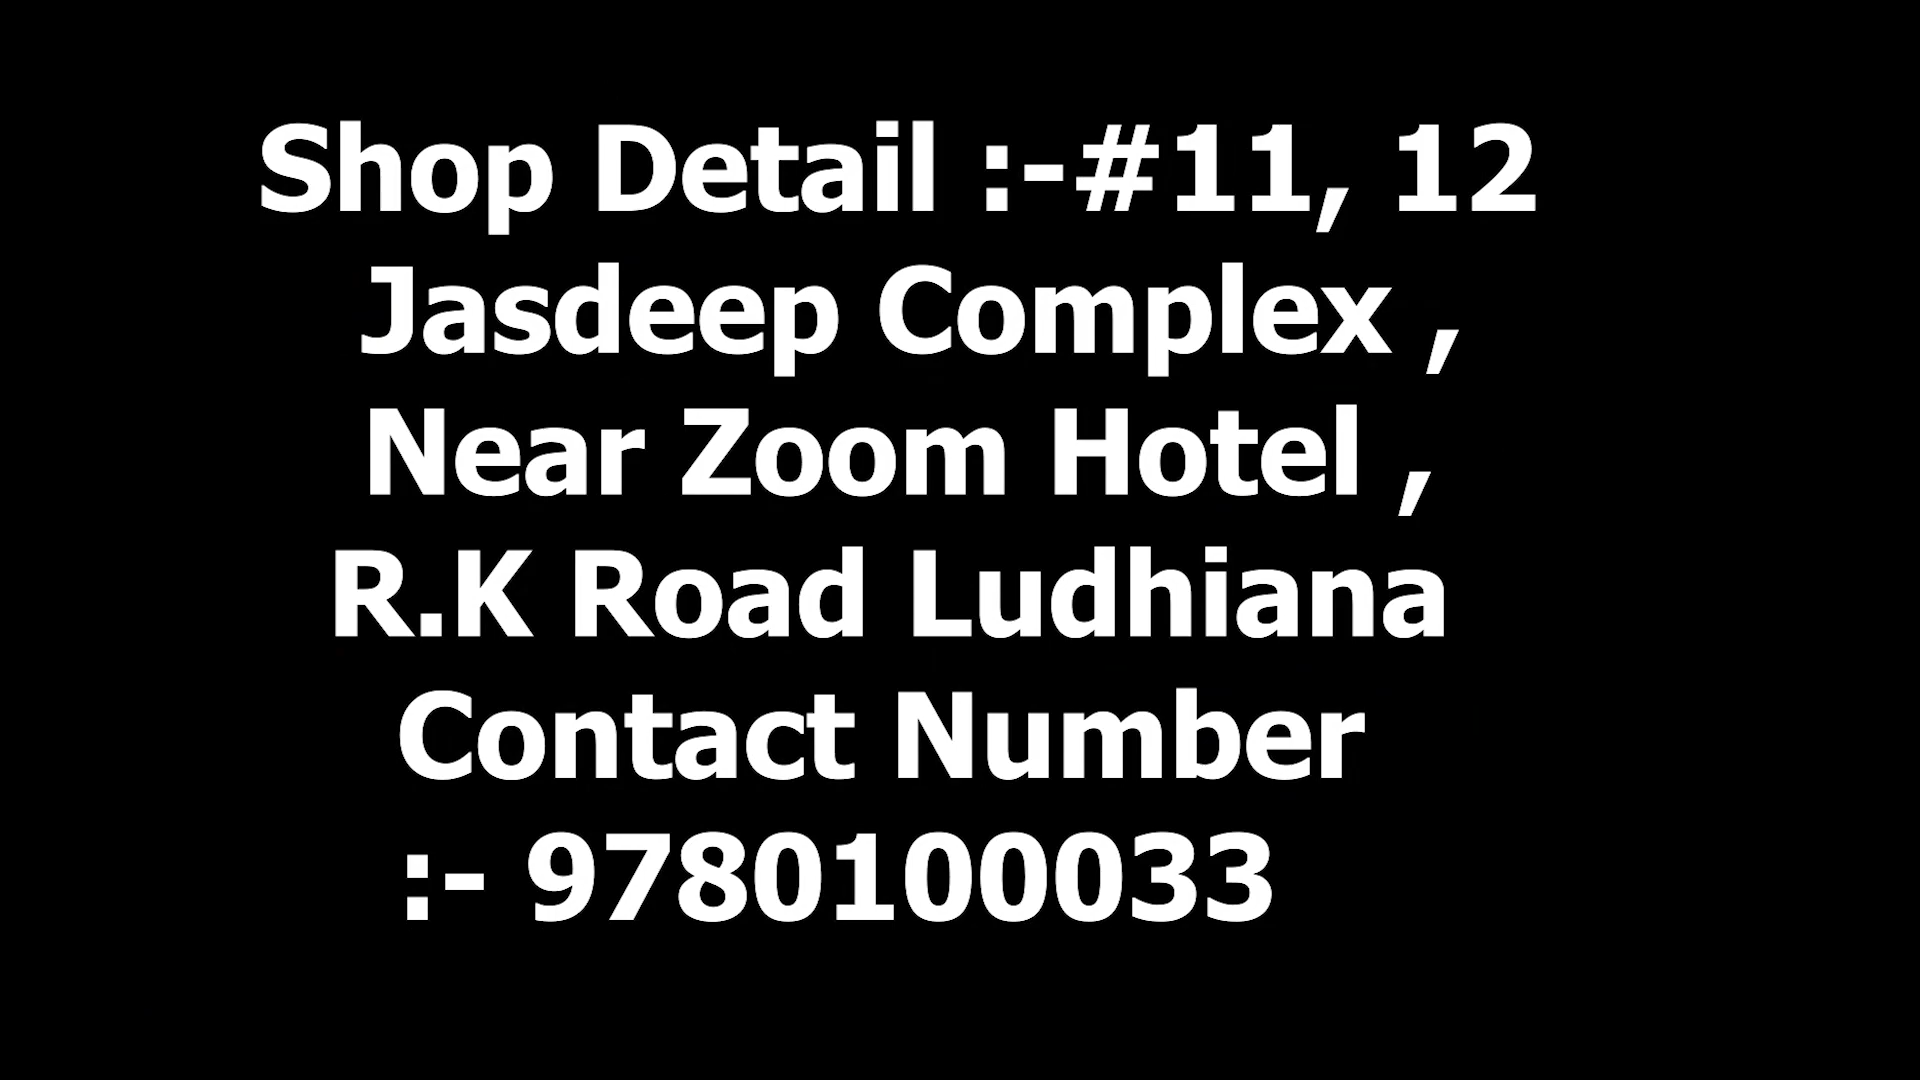 Shop Detail :-#11, 12
Jasdeep Complex ,
Near Zoom Hotel ,
R.K Road Ludhiana
Contact Number
:- 9780100033